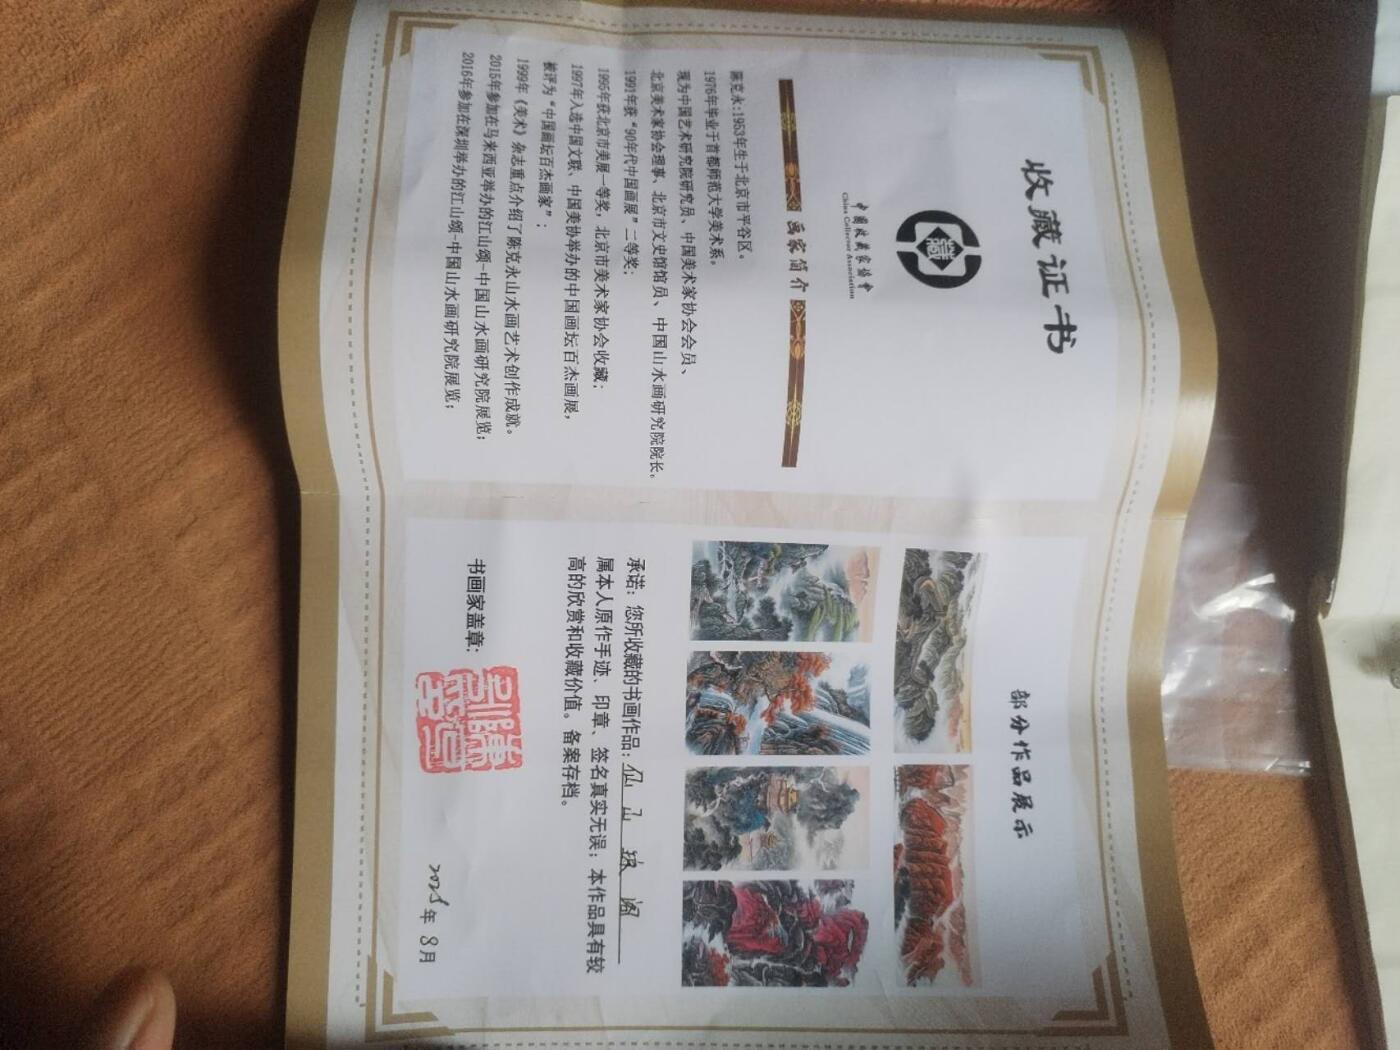 收藏证书
中國收藏家協會
China Collector Association
画家简介
陈克永:1953年生于北京市平谷区。
1976年毕业于首都师范大学美术系。
现为中国艺术研究院研究员、中国美术家协会会员、
北京美术家协会理事、北京市文史馆馆员、中国山水画研究院院长。
1991年获“90年代中国画展”二等奖；
1995年获北京市美展一等奖，北京市美术家协会收藏；
1997年入选中国文联、中国美协举办的中国画坛百杰画展，
被评为“中国画坛百杰画家”；
1999年《美术》杂志重点介绍了陈克永山水画艺术创作成就。
2015年参加在马来西亚举办的江山颂-中国山水画研究院展览；
2016年参加在深圳举办的江山颂-中国山水画研究院展览；
部分作品展示
承诺：您所收藏的书画作品：仙山琼阁
属本人原作手迹、印章、签名真实无误；本作品具有较
高的欣赏和收藏价值。备案存档。
书画家盖章：
年8月